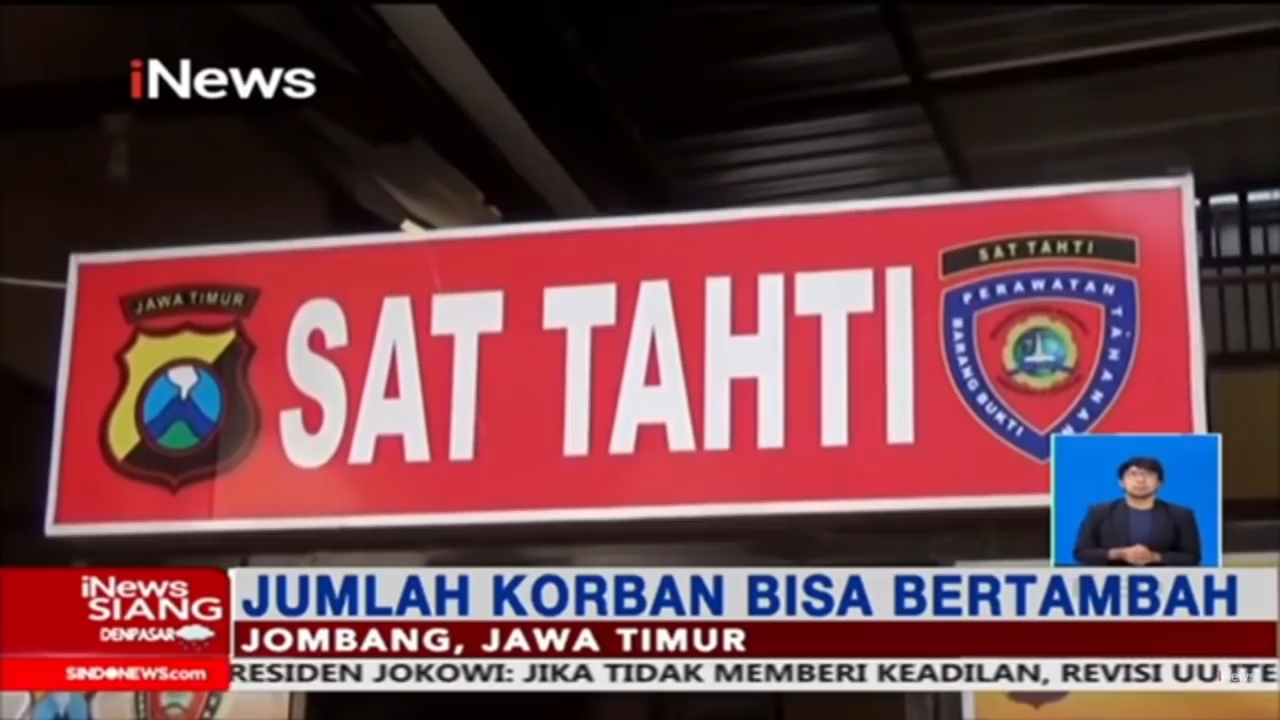 iNews
JAWA TIMUR
SAT TAHTI
SAT TAHTI
PERAWATAN TAHANAN
BARANG BUKTI
iNews
SIANG
DENPASAR
JUMLAH KORBAN BISA BERTAMBAH
JOMBANG, JAWA TIMUR
SINDONEWS.com
RESIDEN JOKOWI: JIKA TIDAK MEMBERI KEADILAN, REVISI UU ITE